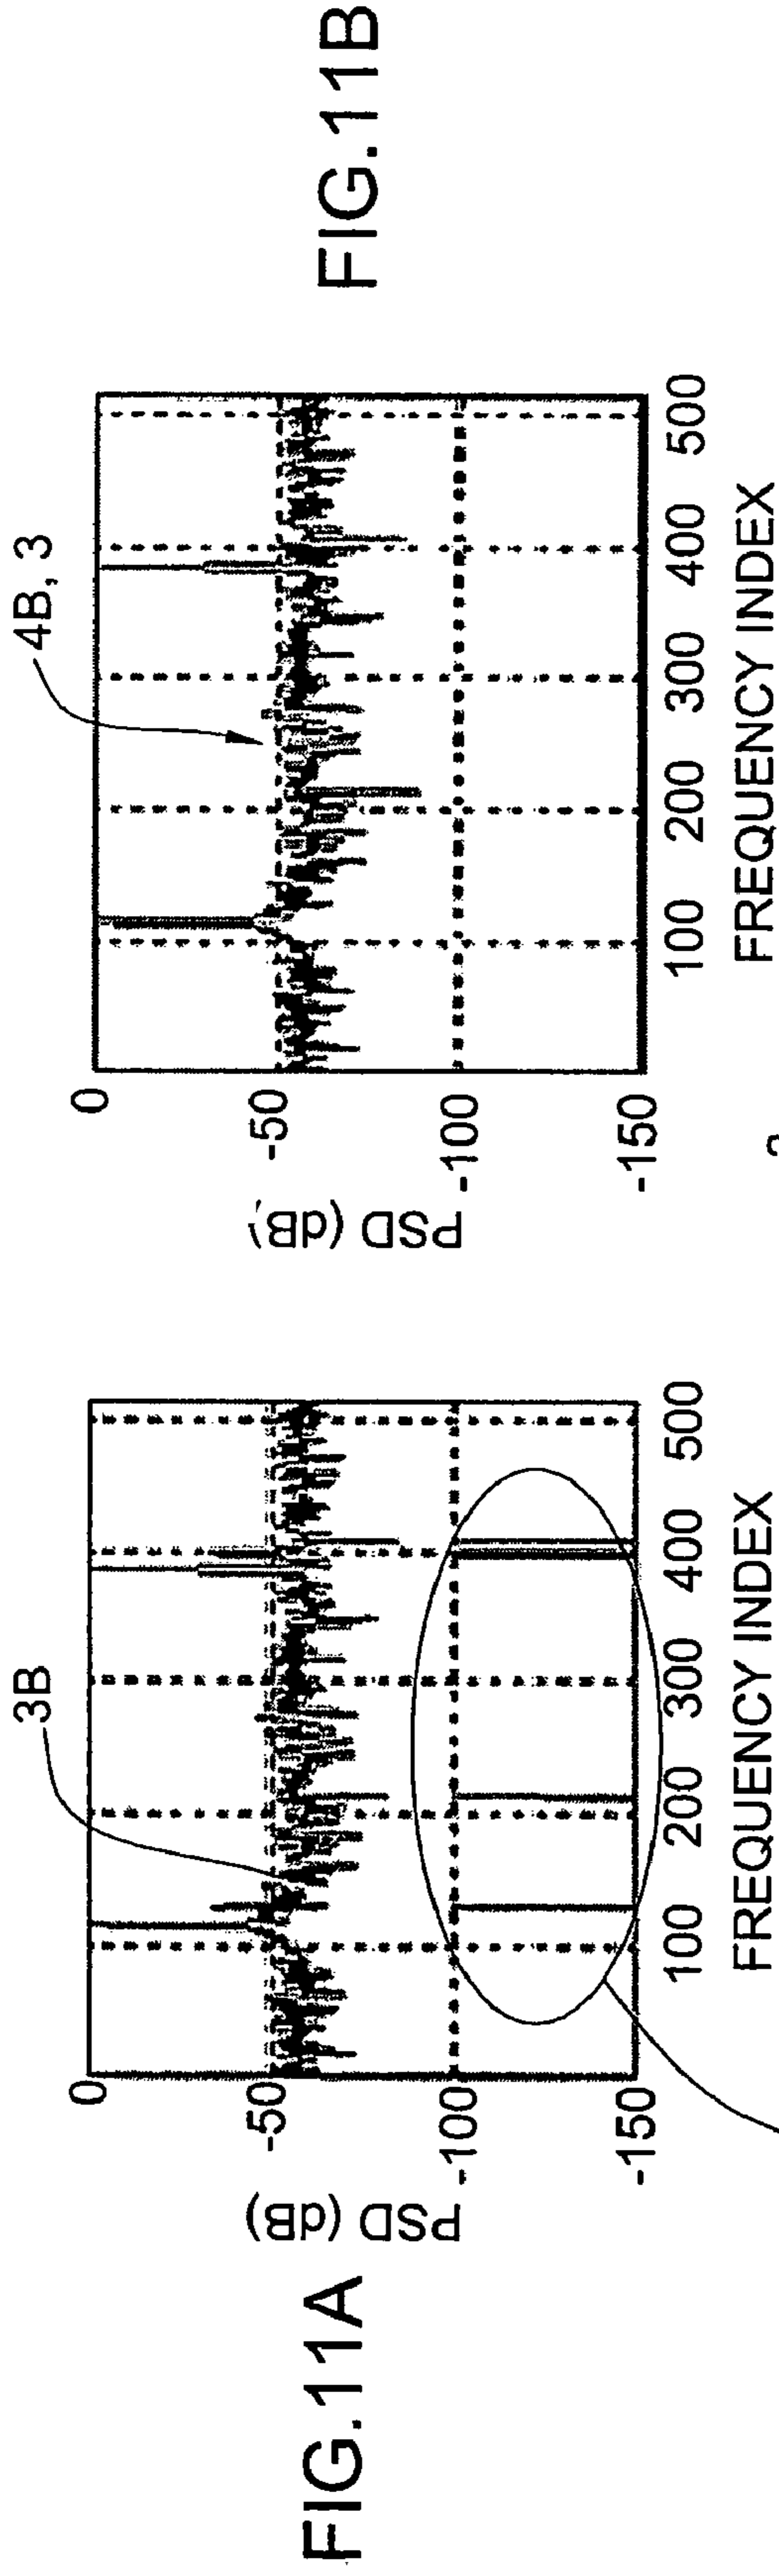 FIG.11A
3B
PSD (dB)
0
-50
-100
-150
100 200 300 400 500
FREQUENCY INDEX
FIG.11B
4B, 3
PSD (dB)
0
-50
-100
-150
100 200 300 400 500
FREQUENCY INDEX